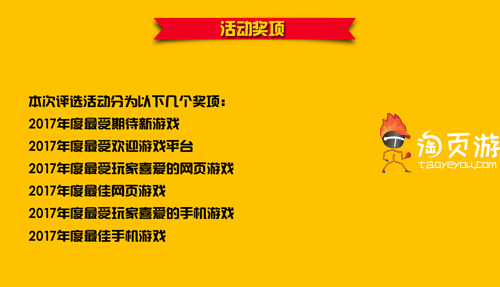 活动奖项
本次评选活动分为以下几个奖项：
2017年度最受期待新游戏
2017年度最受欢迎游戏平台
2017年度最受玩家喜爱的网页游戏
2017年度最佳网页游戏
2017年度最受玩家喜爱的手机游戏
2017年度最佳手机游戏
淘页游
taoyeyou.com